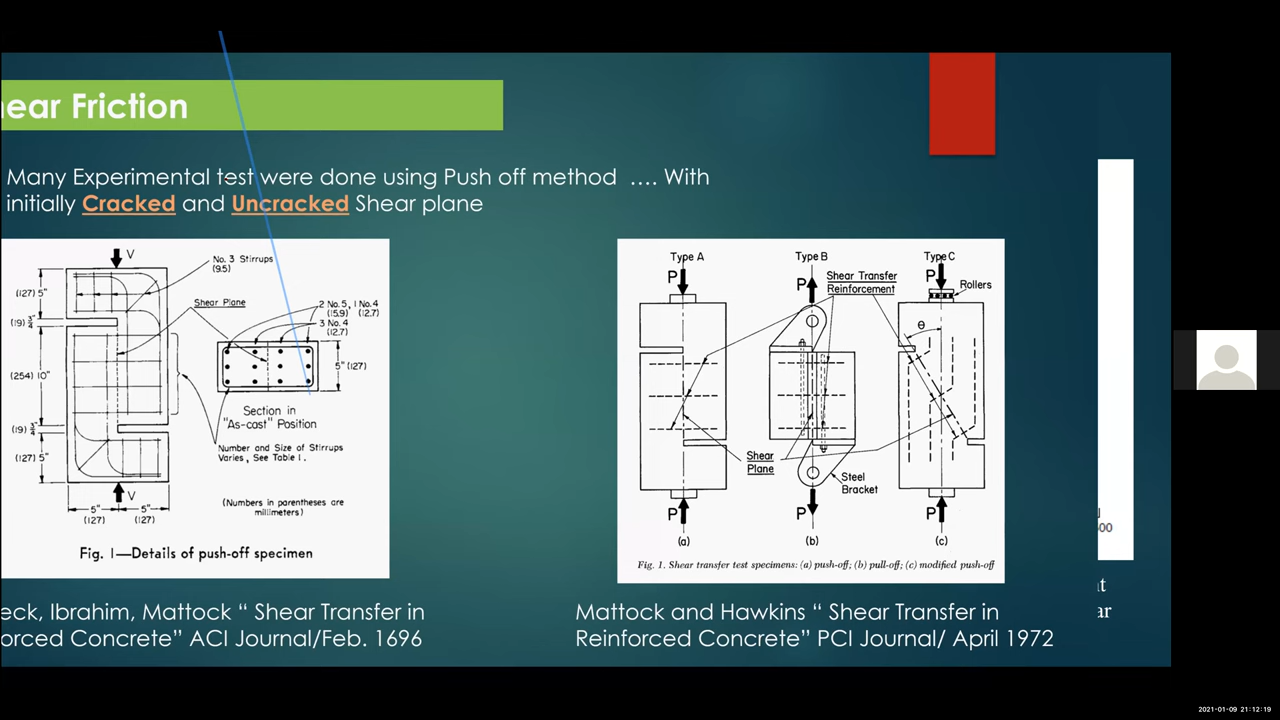 ear Friction
Many Experimental test were done using Push off method .... With
initially Cracked and Uncracked Shear plane
V
No. 3 Stirrups
(9.5)
Shear Plane
2 No. 5, 1 No. 4
(15.9) (12.7)
3 No. 4
(12.7)
(127) 5"
(19) 3/4"
(254) 10"
5" (127)
Section in
"As-cast" Position
Number and Size of Stirrups
Varies, See Table 1.
(19) 3/4"
(127) 5"
V
5" 5"
(127) (127)
(Numbers in parentheses are
millimeters)
Fig. 1—Details of push-off specimen
eck, Ibrahim, Mattock “ Shear Transfer in
orced Concrete” ACI Journal/Feb. 1696
Type A Type B Type C
P P P
Shear Transfer
Reinforcement
Rollers
θ
Shear
Plane
Steel
Bracket
P P P
(a) (b) (c)
Fig. 1. Shear transfer test specimens: (a) push-off; (b) pull-off; (c) modified push-off
Mattock and Hawkins “ Shear Transfer in
Reinforced Concrete” PCI Journal/ April 1972
00
t
ar
2021-01-09 21:12:19